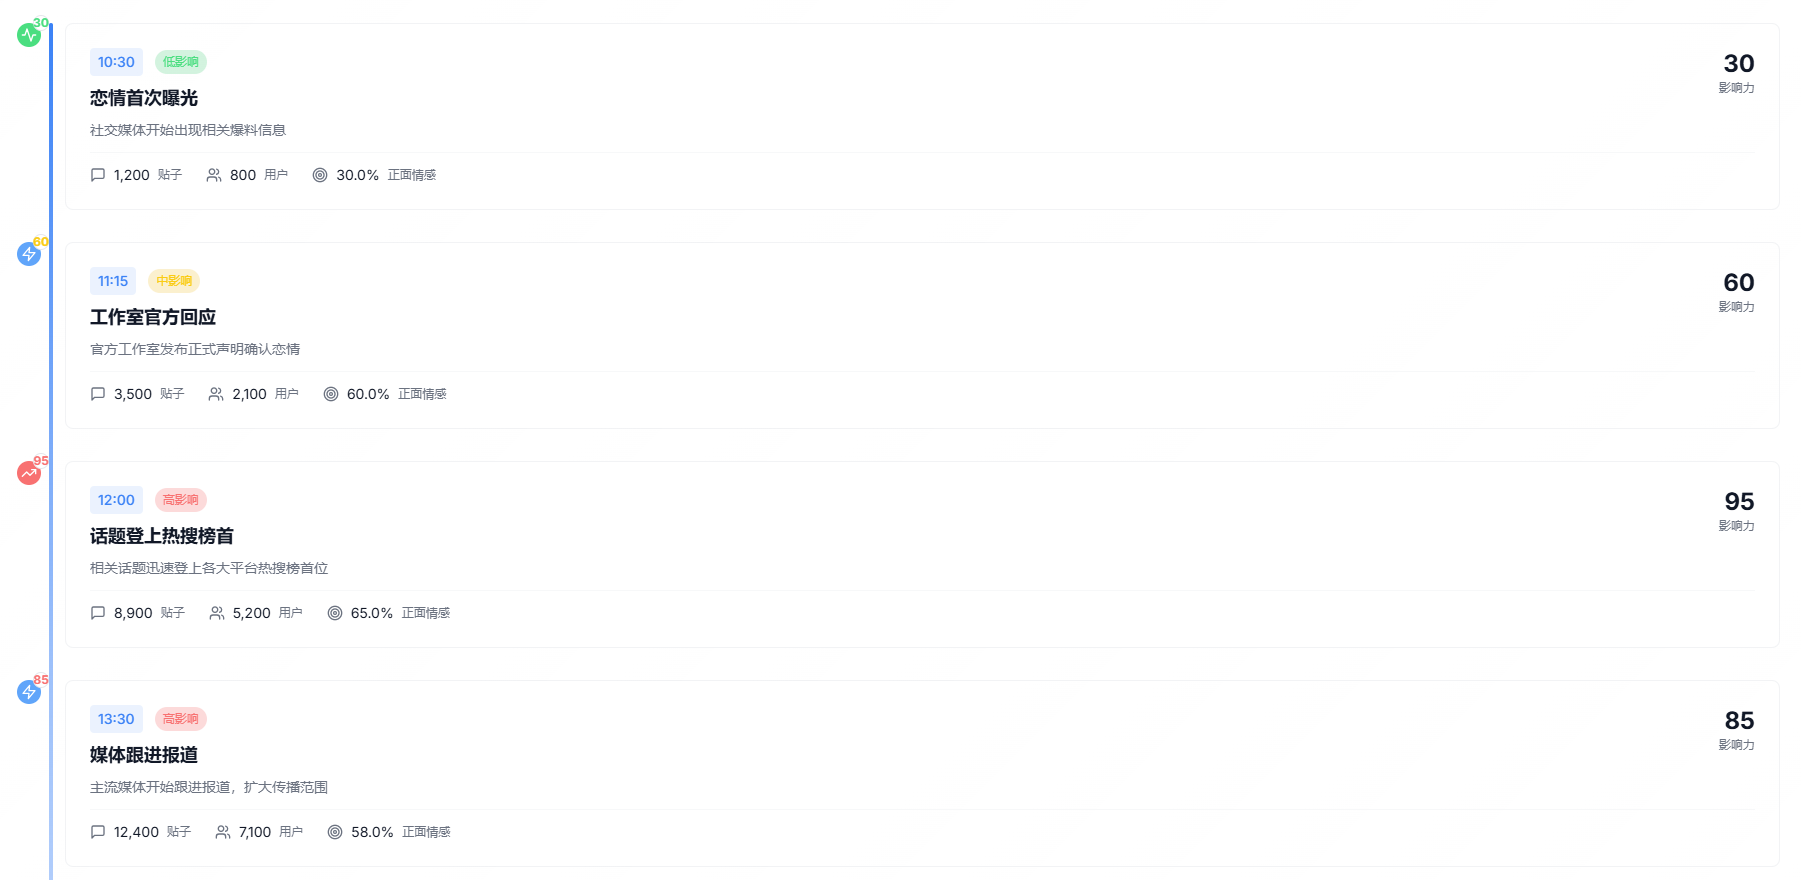 30
10:30 低影响
30
影响力
恋情首次曝光
社交媒体开始出现相关爆料信息
1,200 贴子 800 用户 30.0% 正面情感
60
11:15 中影响
60
影响力
工作室官方回应
官方工作室发布正式声明确认恋情
3,500 贴子 2,100 用户 60.0% 正面情感
95
12:00 高影响
95
影响力
话题登上热搜榜首
相关话题迅速登上各大平台热搜榜首位
8,900 贴子 5,200 用户 65.0% 正面情感
85
13:30 高影响
85
影响力
媒体跟进报道
主流媒体开始跟进报道，扩大传播范围
12,400 贴子 7,100 用户 58.0% 正面情感